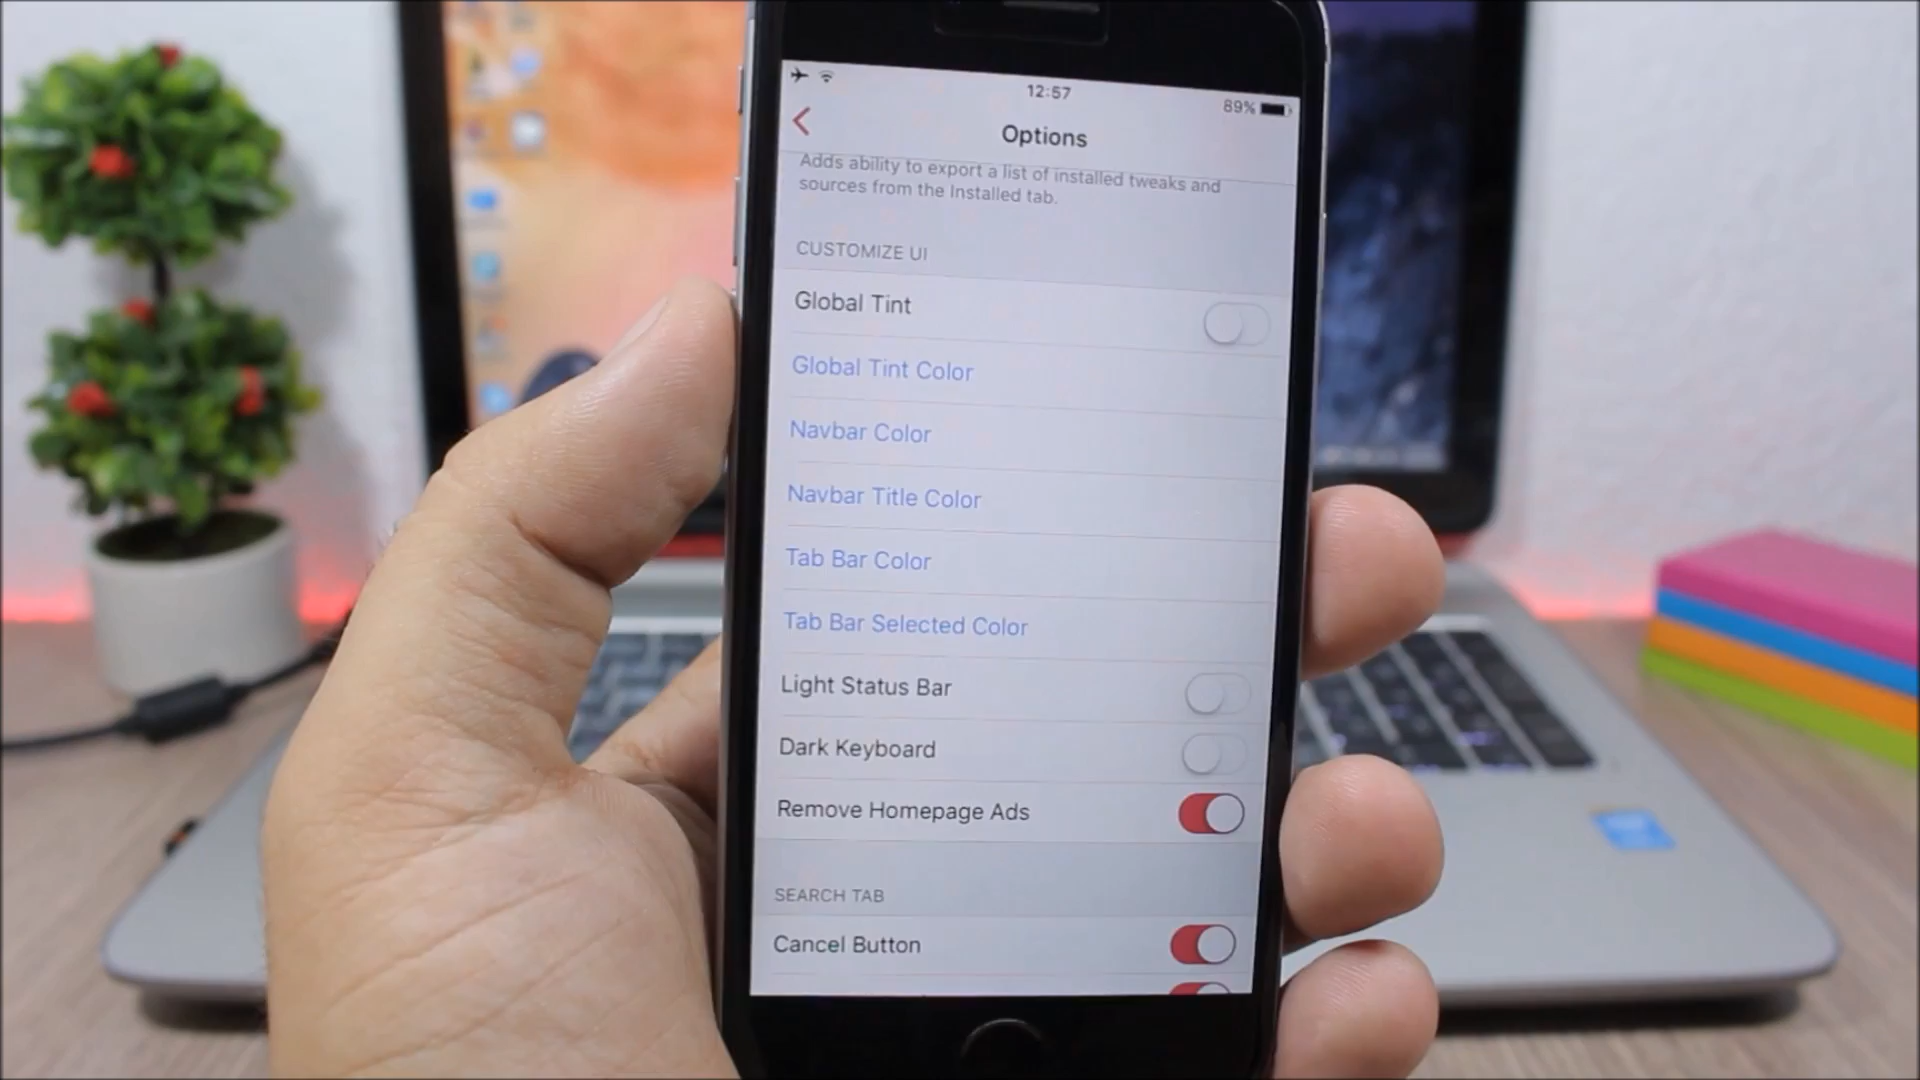 12:57
89%
Options
Adds ability to export a list of installed tweaks and
sources from the Installed tab.
CUSTOMIZE UI
Global Tint
Global Tint Color
Navbar Color
Navbar Title Color
Tab Bar Color
Tab Bar Selected Color
Light Status Bar
Dark Keyboard
Remove Homepage Ads
SEARCH TAB
Cancel Button